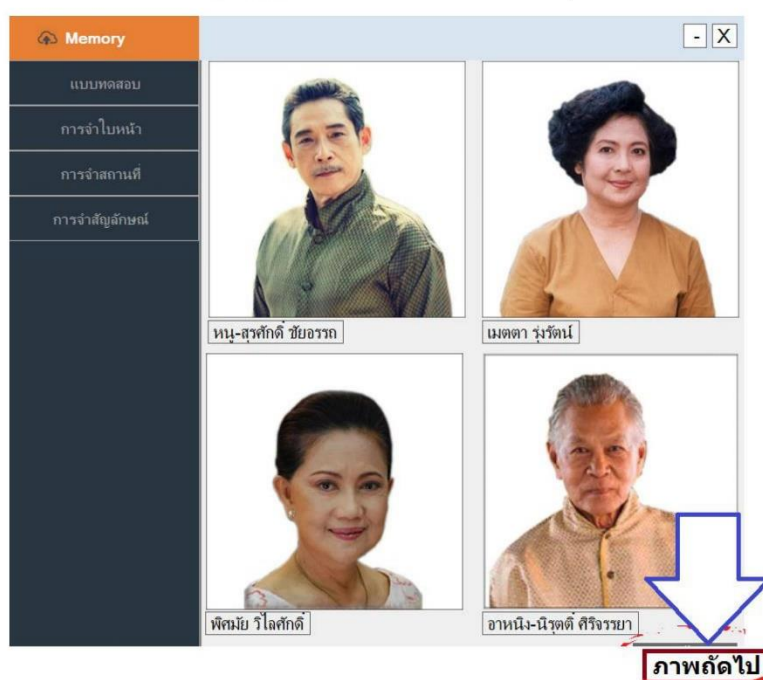 Memory
- X
แบบทดสอบ
การจำใบหน้า
การจำสถานที่
การจำสัญลักษณ์
หนู-สุรศักดิ์ ชัยอรรถ
เมตตา รุ่งรัตน์
พิศมัย วิไลศักดิ์
อาหนิง-นิรุตติ์ ศิริจรรยา
ภาพถัดไป